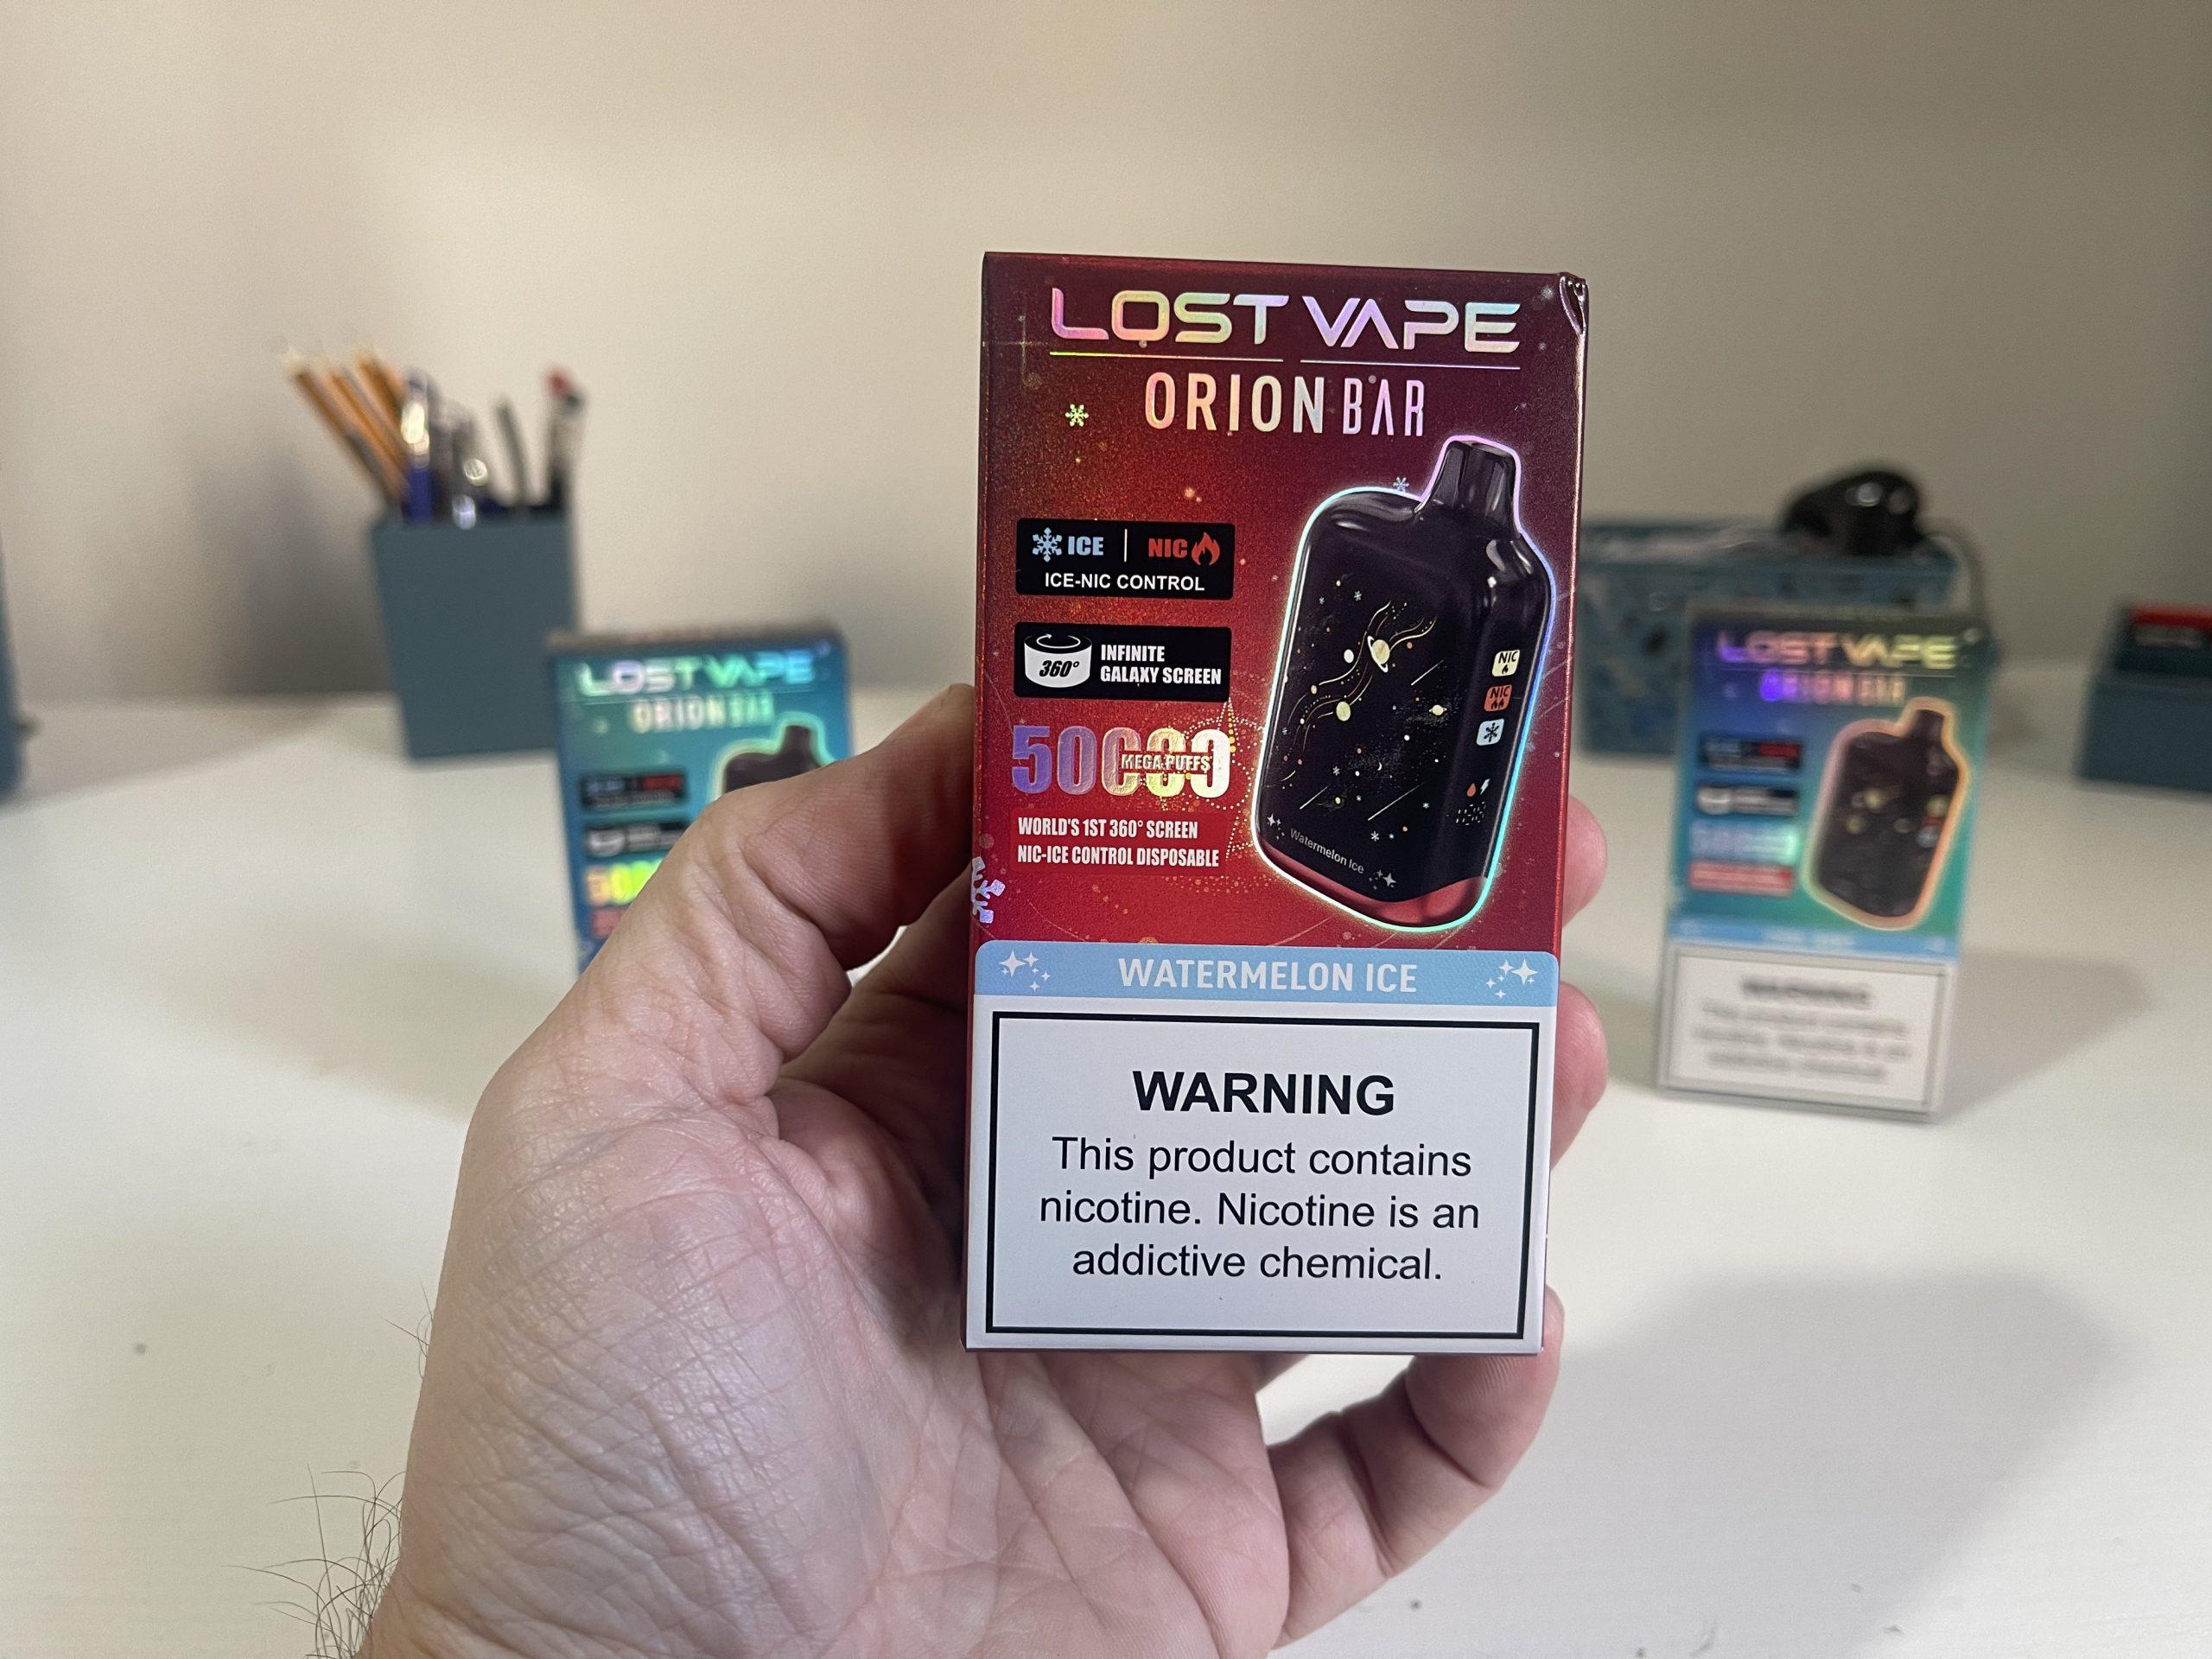 LOST VAPE
ORION BAR
ICE | NIC
ICE-NIC CONTROL
360°
INFINITE
GALAXY SCREEN
50000
MEGA PUFFS
WORLD'S 1ST 360° SCREEN
NIC-ICE CONTROL DISPOSABLE
NIC
NIC
Watermelon Ice
WATERMELON ICE
WARNING
This product contains
nicotine. Nicotine is an
addictive chemical.
LOST VAPE
ORION BAR
LOST VAPE
ORION BAR
WARNING